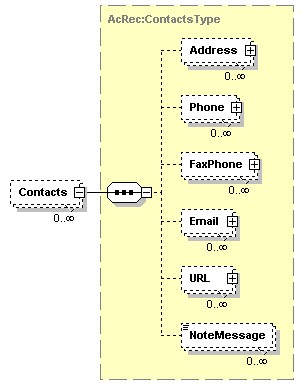 AcRec:ContactsType
Address
0..∞
Phone
0..∞
FaxPhone
0..∞
Contacts
0..∞
Email
0..∞
URL
0..∞
NoteMessage
0..∞